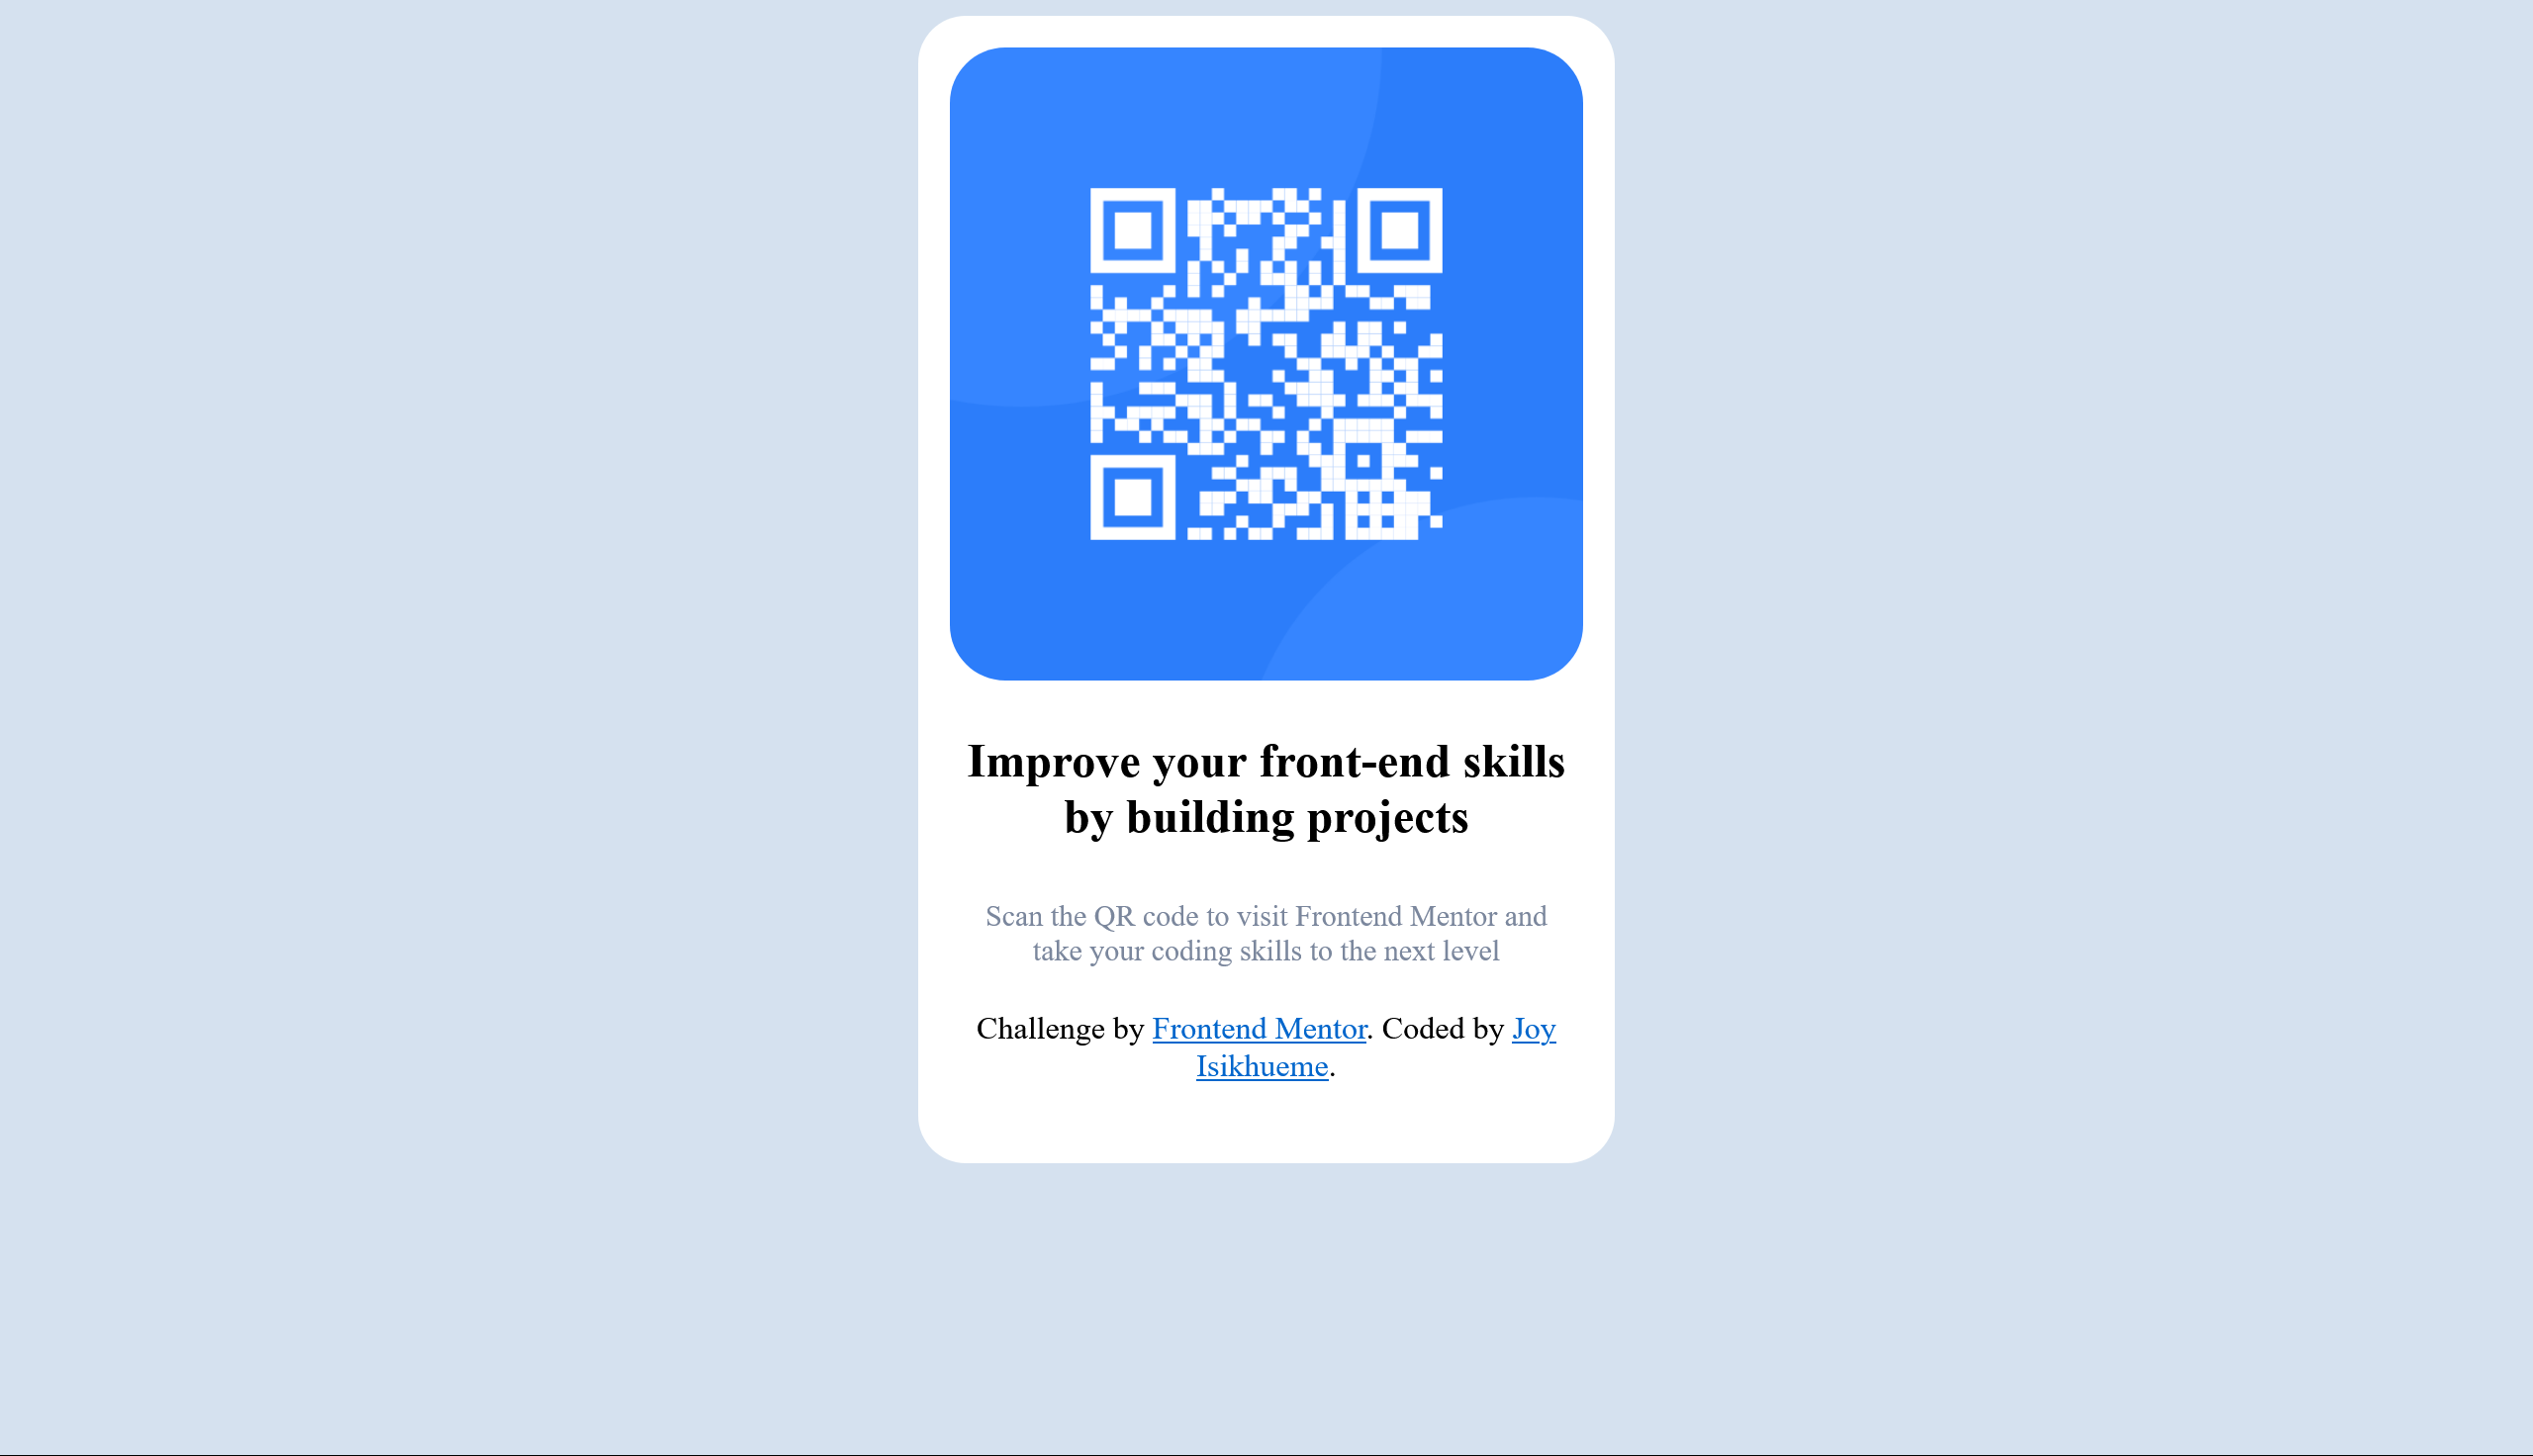 Improve your front-end skills
by building projects
Scan the QR code to visit Frontend Mentor and
take your coding skills to the next level
Challenge by Frontend Mentor. Coded by Joy
Isikhueme.